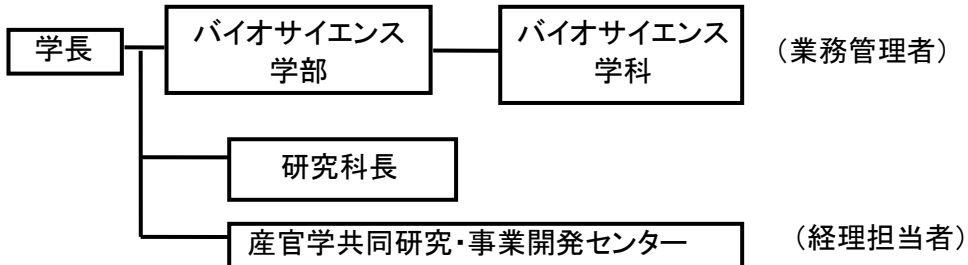 学長
バイオサイエンス
学部
バイオサイエンス
学科
（業務管理者）
研究科長
産官学共同研究・事業開発センター
（経理担当者）